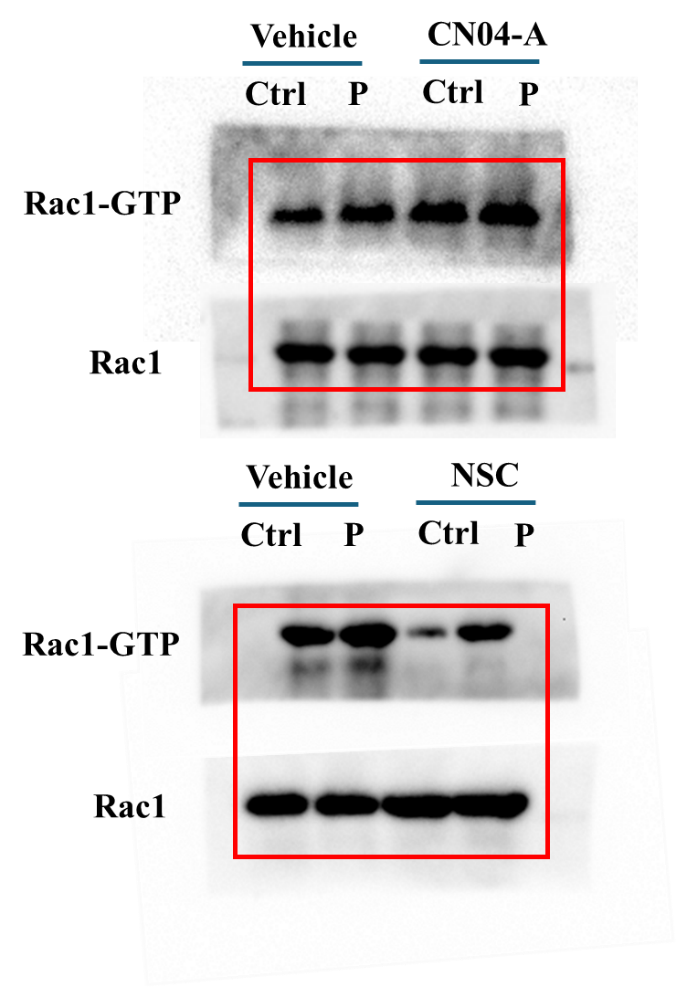 Vehicle CN04-A
Ctrl P Ctrl P
Rac1-GTP
Rac1
Vehicle NSC
Ctrl P Ctrl P
Rac1-GTP
Rac1